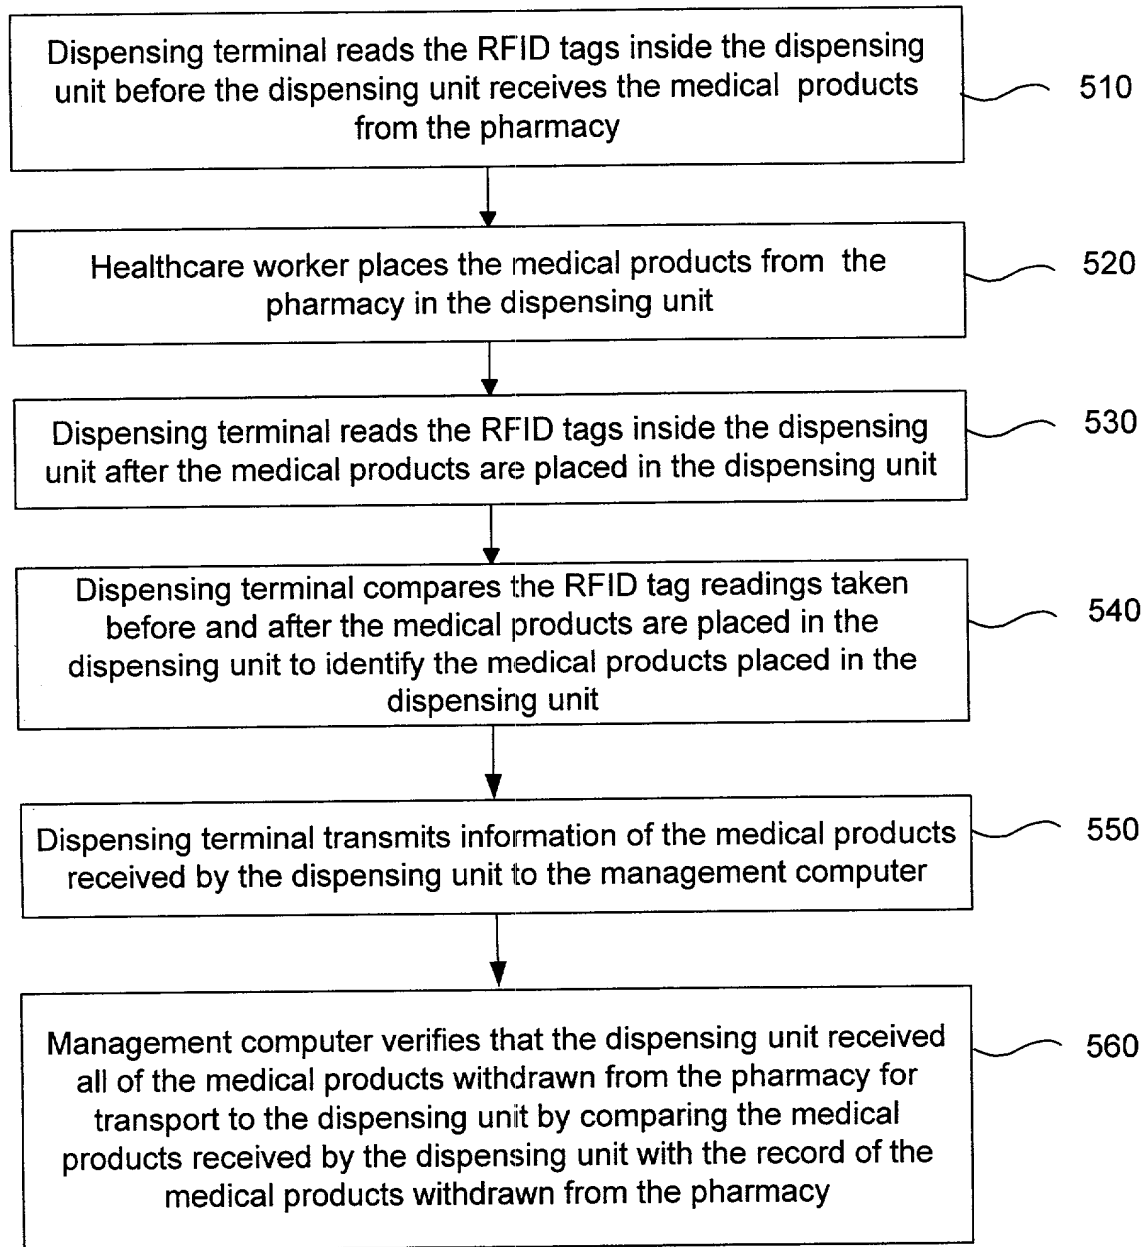 Dispensing terminal reads the RFID tags inside the dispensing
unit before the dispensing unit receives the medical products
from the pharmacy
510
Healthcare worker places the medical products from the
pharmacy in the dispensing unit
520
Dispensing terminal reads the RFID tags inside the dispensing
unit after the medical products are placed in the dispensing unit
530
Dispensing terminal compares the RFID tag readings taken
before and after the medical products are placed in the
dispensing unit to identify the medical products placed in the
dispensing unit
540
Dispensing terminal transmits information of the medical products
received by the dispensing unit to the management computer
550
Management computer verifies that the dispensing unit received
all of the medical products withdrawn from the pharmacy for
transport to the dispensing unit by comparing the medical
products received by the dispensing unit with the record of the
medical products withdrawn from the pharmacy
560